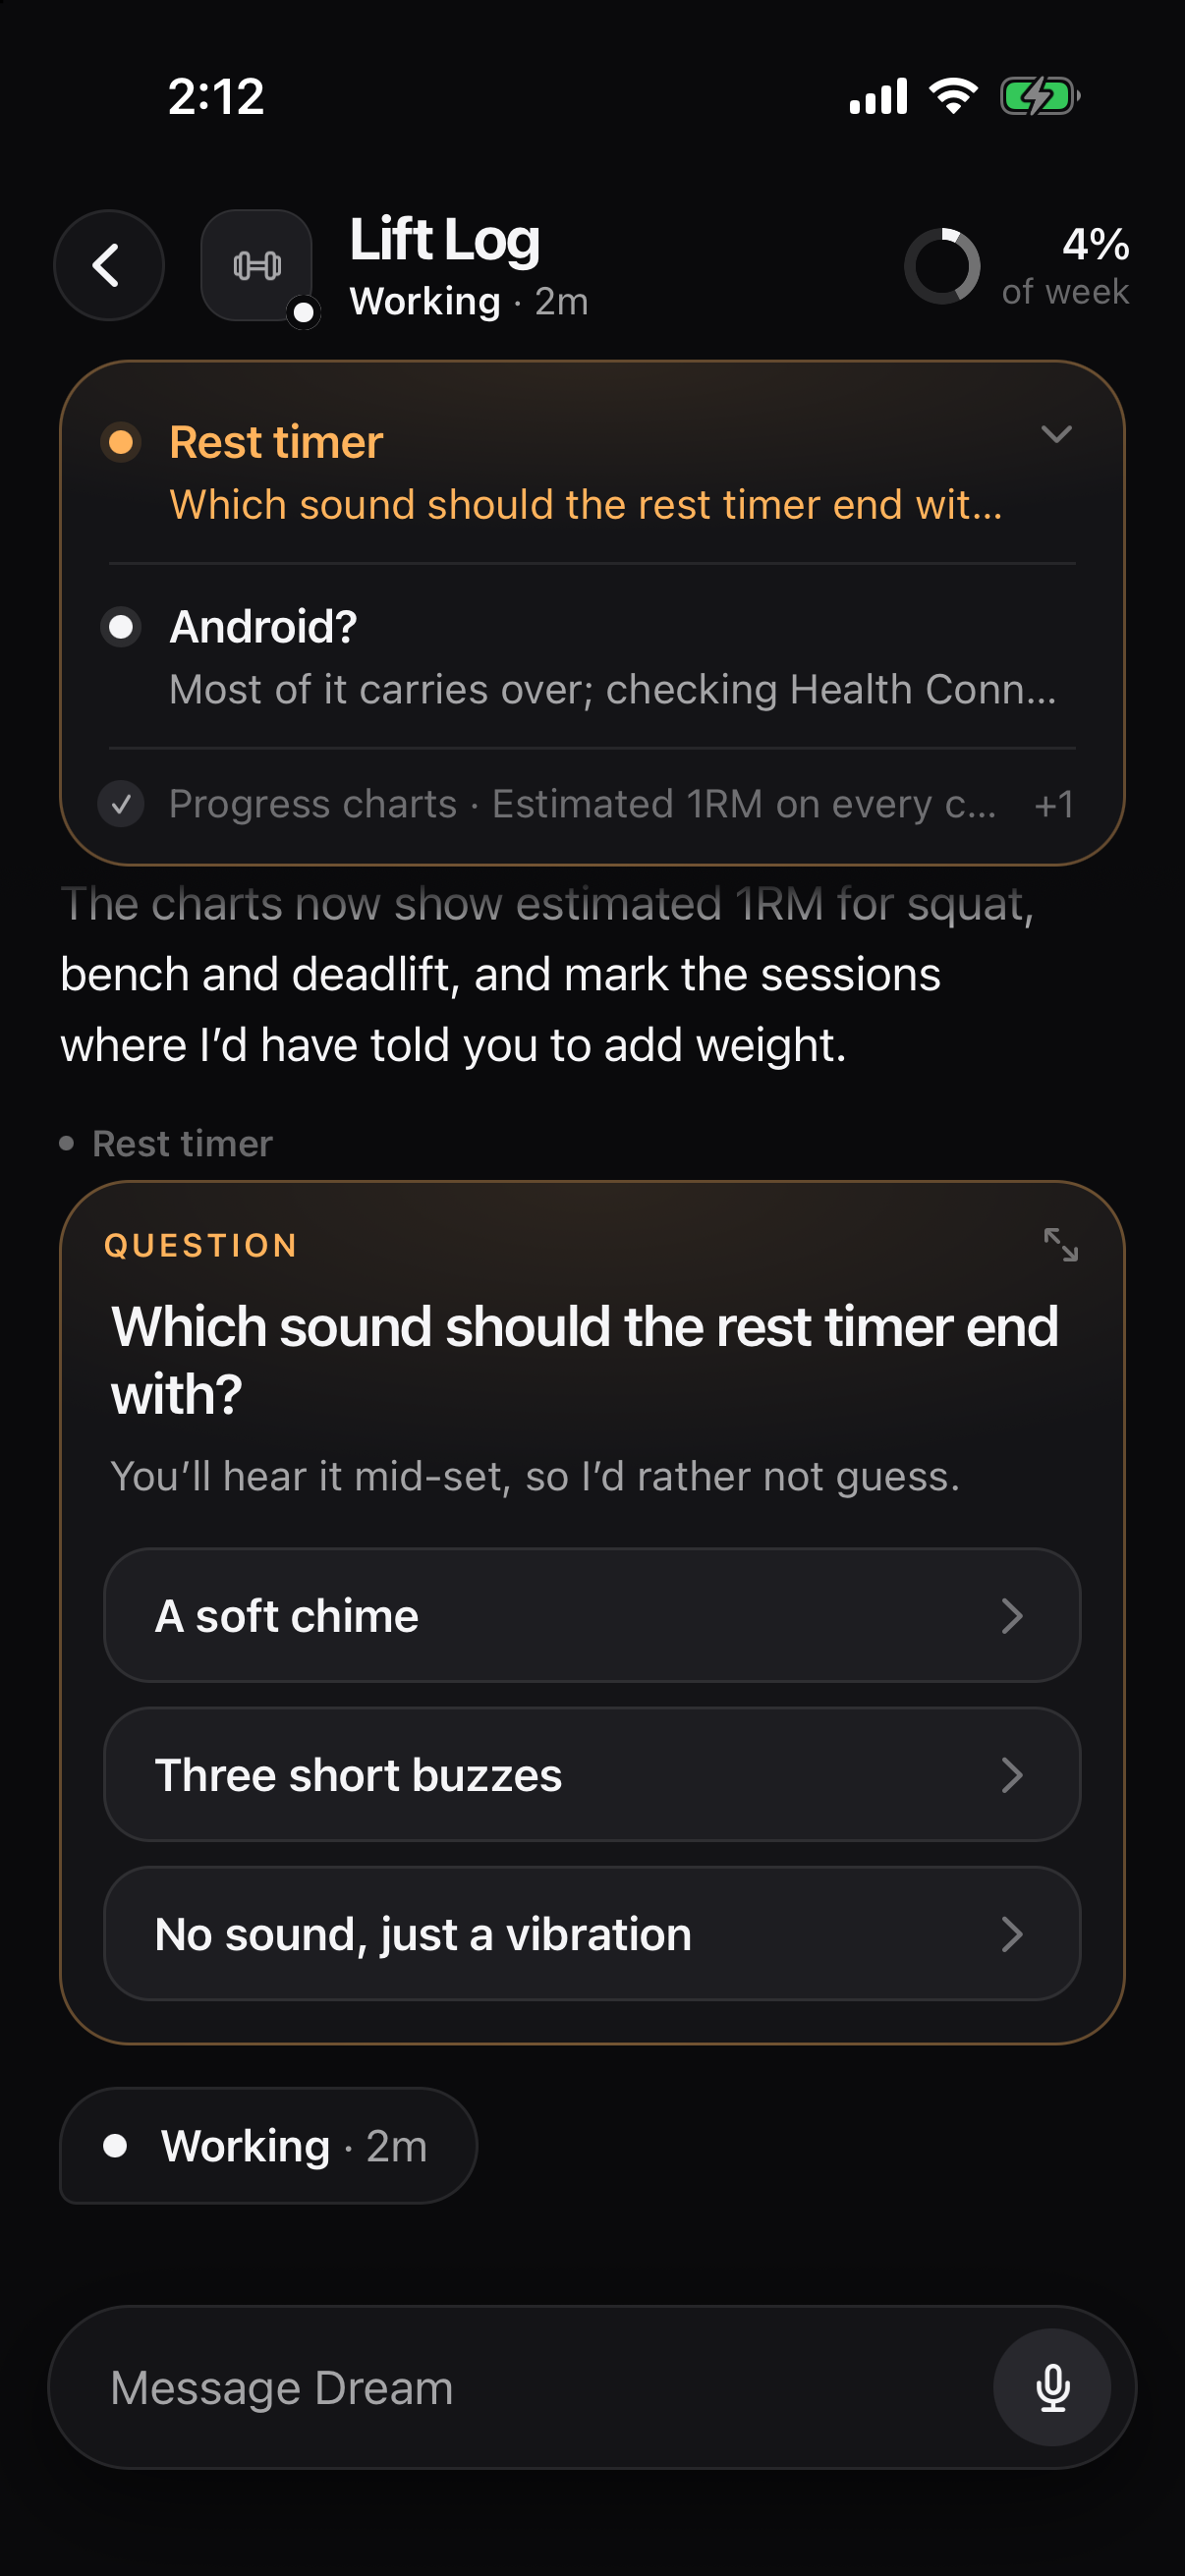 2:12
Lift Log
Working · 2m
4%
of week
Rest timer
Which sound should the rest timer end wit...
Android?
Most of it carries over; checking Health Conn...
Progress charts · Estimated 1RM on every c... +1
The charts now show estimated 1RM for squat,
bench and deadlift, and mark the sessions
where I’d have told you to add weight.
Rest timer
QUESTION
Which sound should the rest timer end
with?
You’ll hear it mid-set, so I’d rather not guess.
A soft chime
Three short buzzes
No sound, just a vibration
Working · 2m
Message Dream